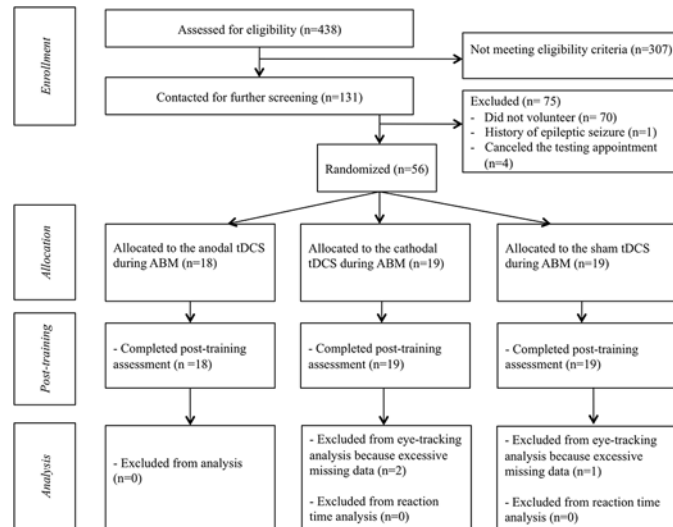 Enrollment
Assessed for eligibility (n=438)
Not meeting eligibility criteria (n=307)
Contacted for further screening (n=131)
Excluded (n= 75)
- Did not volunteer (n= 70)
- History of epileptic seizure (n=1)
- Canceled the testing appointment
(n=4)
Randomized (n=56)
Allocation
Allocated to the anodal tDCS
during ABM (n=18)
Allocated to the cathodal
tDCS during ABM (n=19)
Allocated to the sham tDCS
during ABM (n=19)
Post-training
- Completed post-training
assessment (n =18)
- Completed post-training
assessment (n=19)
- Completed post-training
assessment (n=19)
Analysis
- Excluded from analysis
(n=0)
- Excluded from eye-tracking
analysis because excessive
missing data (n=2)
- Excluded from reaction
time analysis (n=0)
- Excluded from eye-tracking
analysis because excessive
missing data (n=1)
- Excluded from reaction time
analysis (n=0)